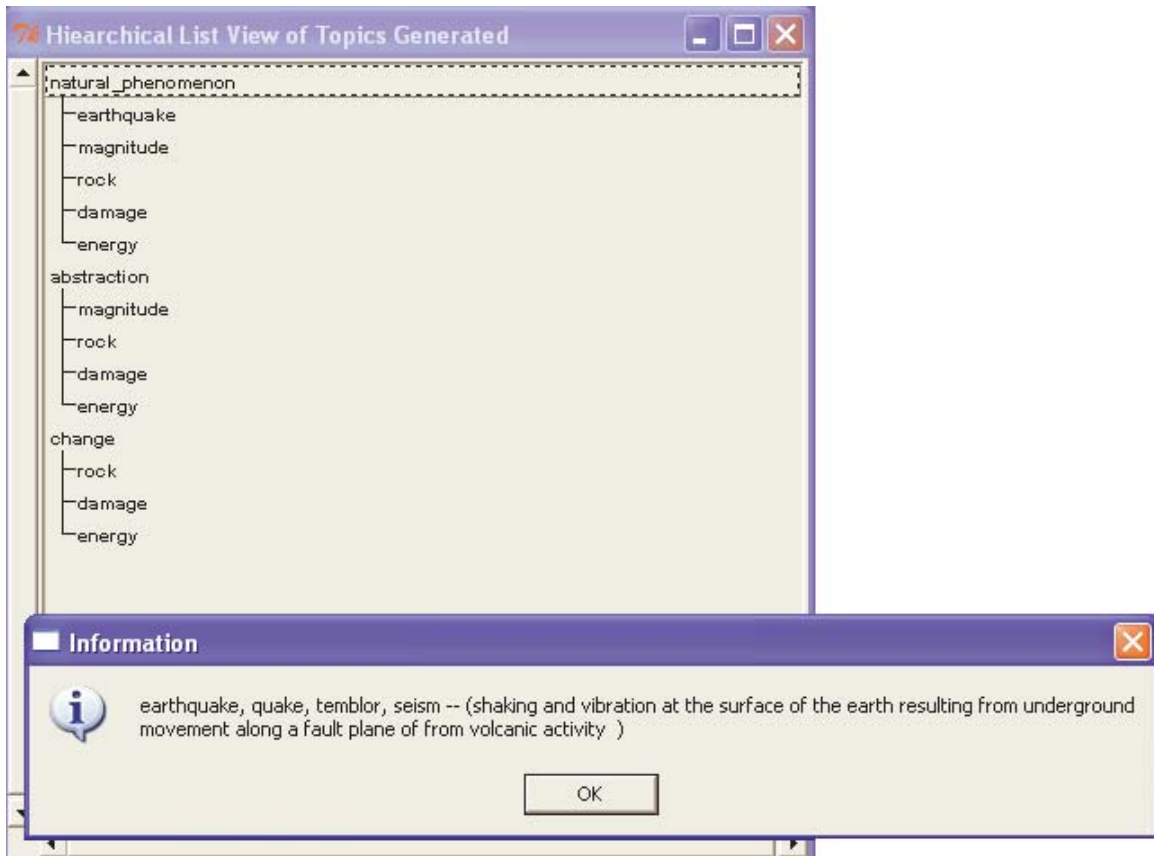 Hiearchical List View of Topics Generated
natural_phenomenon
earthquake
magnitude
rock
damage
energy
abstraction
magnitude
rock
damage
energy
change
rock
damage
energy
Information
earthquake, quake, temblor, seism -- (shaking and vibration at the surface of the earth resulting from underground
movement along a fault plane of from volcanic activity )
OK